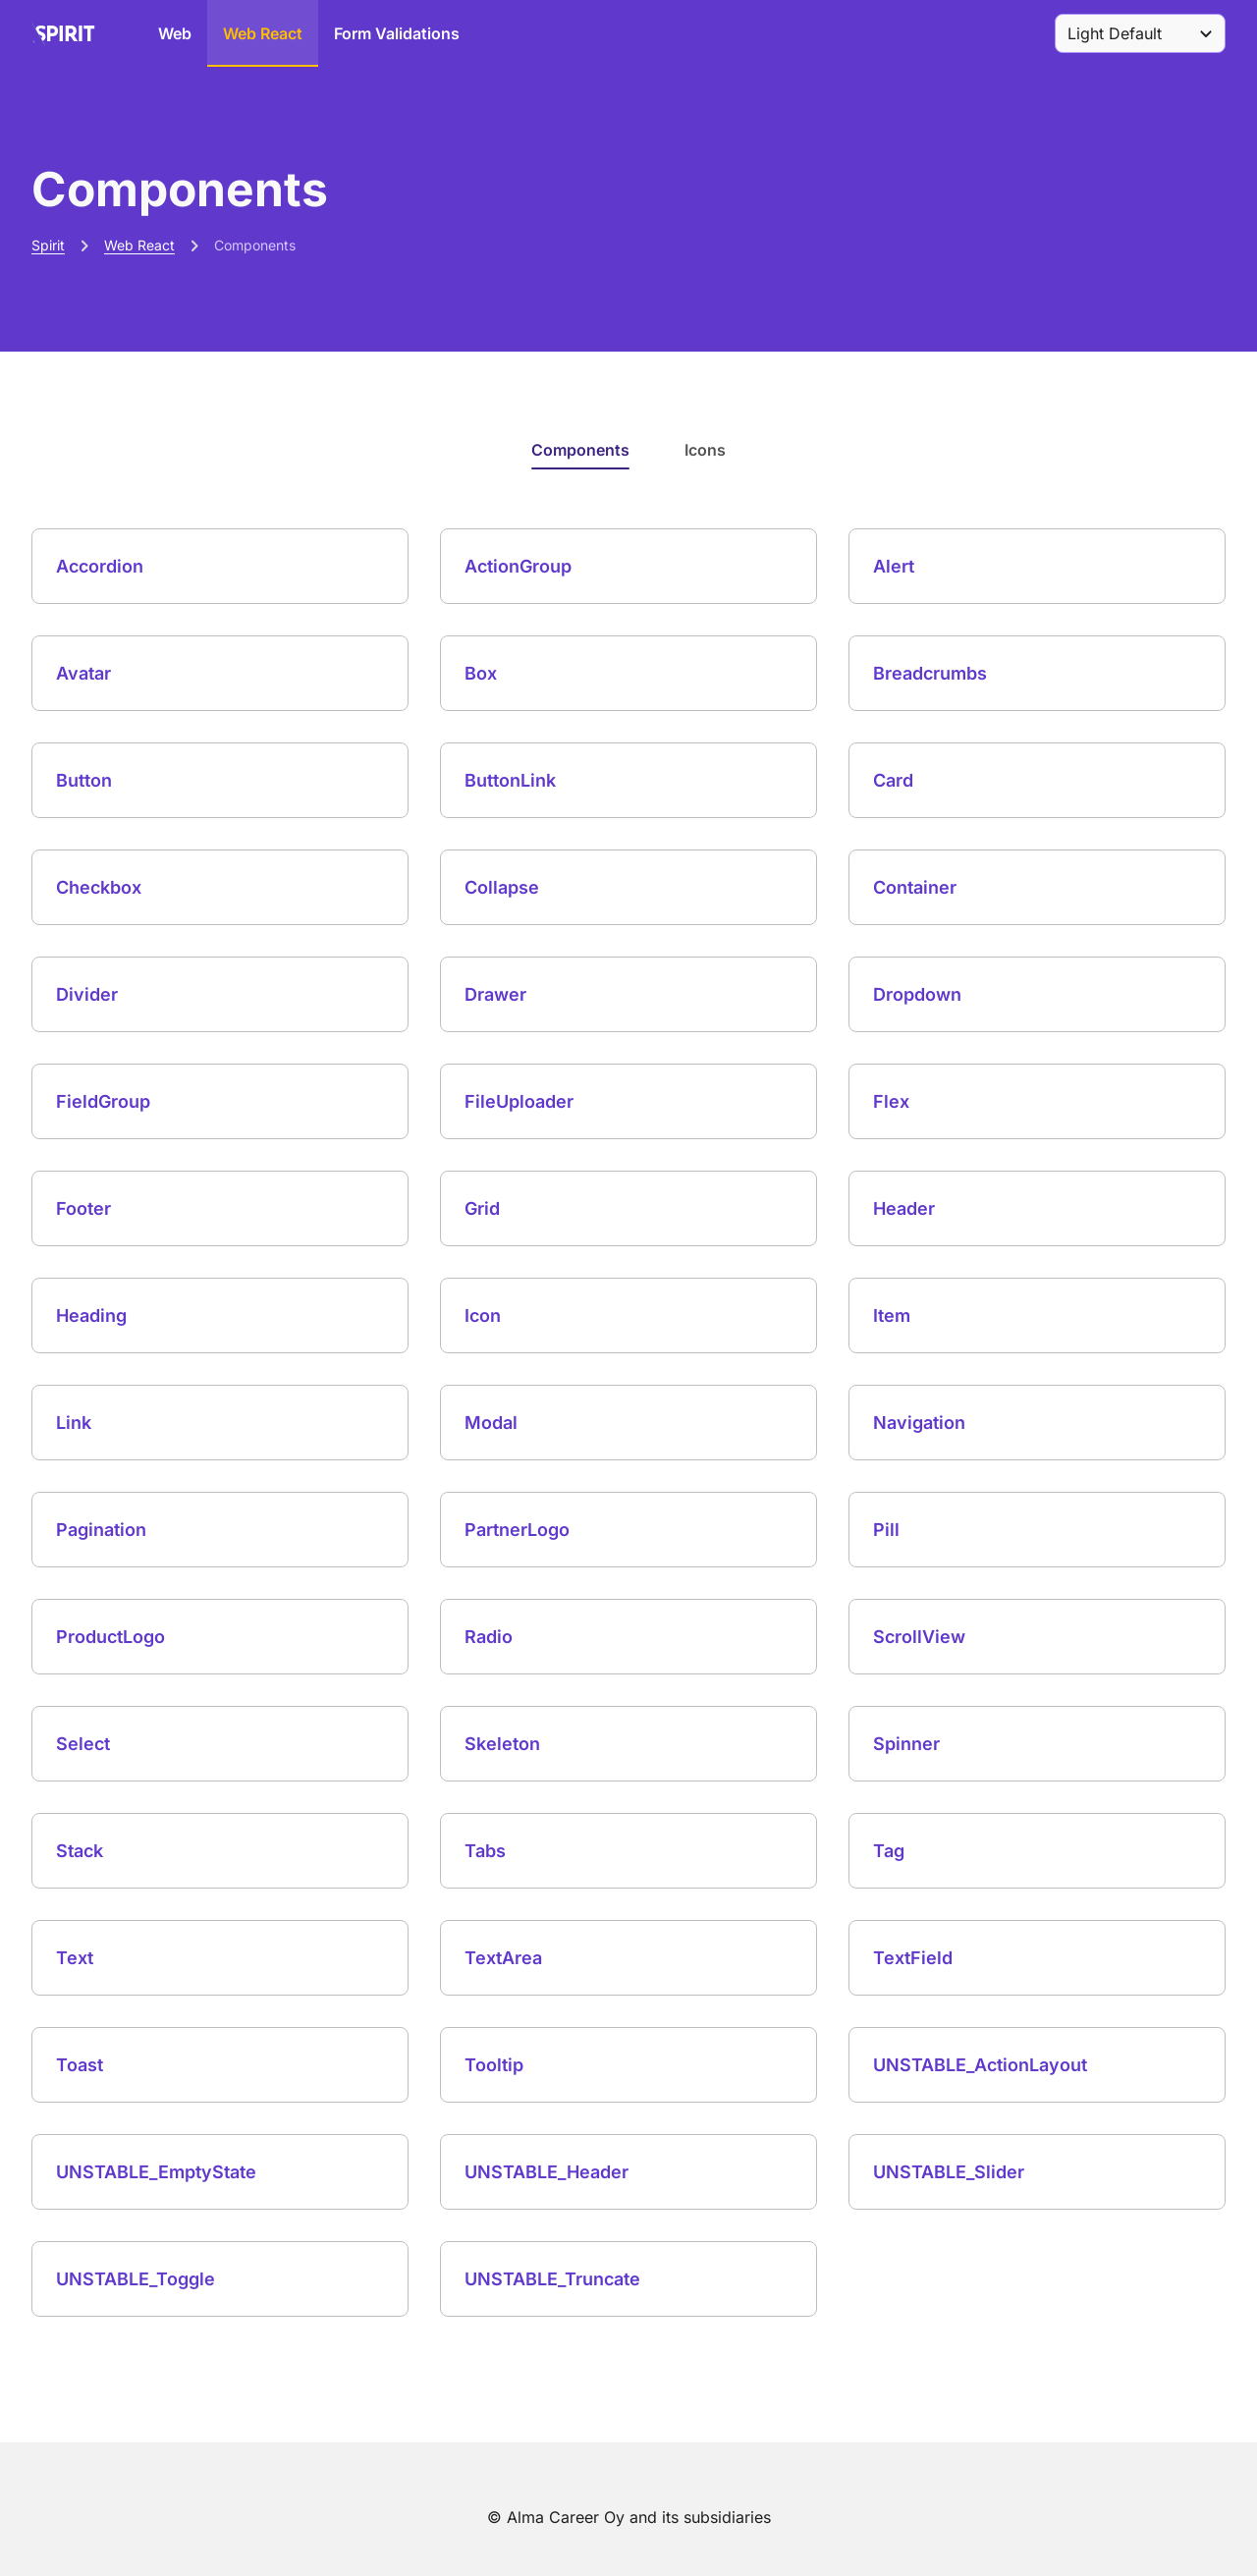 SPIRIT Web Web React Form Validations Light Default
Components
Spirit Web React Components
Components Icons
Accordion ActionGroup Alert
Avatar Box Breadcrumbs
Button ButtonLink Card
Checkbox Collapse Container
Divider Drawer Dropdown
FieldGroup FileUploader Flex
Footer Grid Header
Heading Icon Item
Link Modal Navigation
Pagination PartnerLogo Pill
ProductLogo Radio ScrollView
Select Skeleton Spinner
Stack Tabs Tag
Text TextArea TextField
Toast Tooltip UNSTABLE_ActionLayout
UNSTABLE_EmptyState UNSTABLE_Header UNSTABLE_Slider
UNSTABLE_Toggle UNSTABLE_Truncate
© Alma Career Oy and its subsidiaries